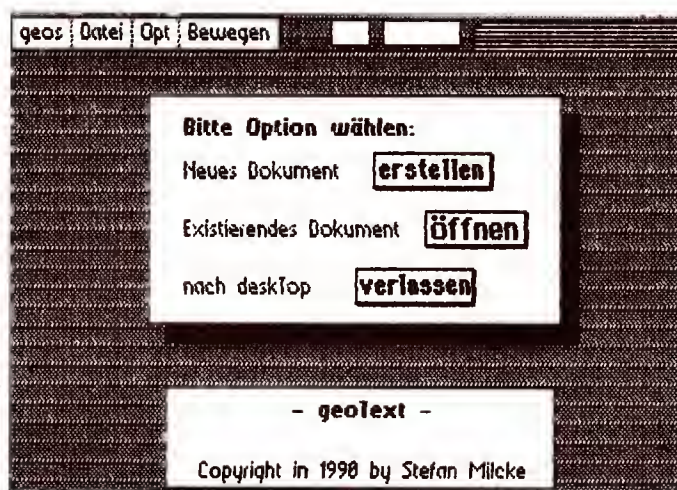 geos Datei Opt Bewegen
Bitte Option wählen:
Neues Dokument erstellen
Existierendes Dokument Öffnen
nach deskTop verlassen
- geoText -
Copyright in 1990 by Stefan Milcke